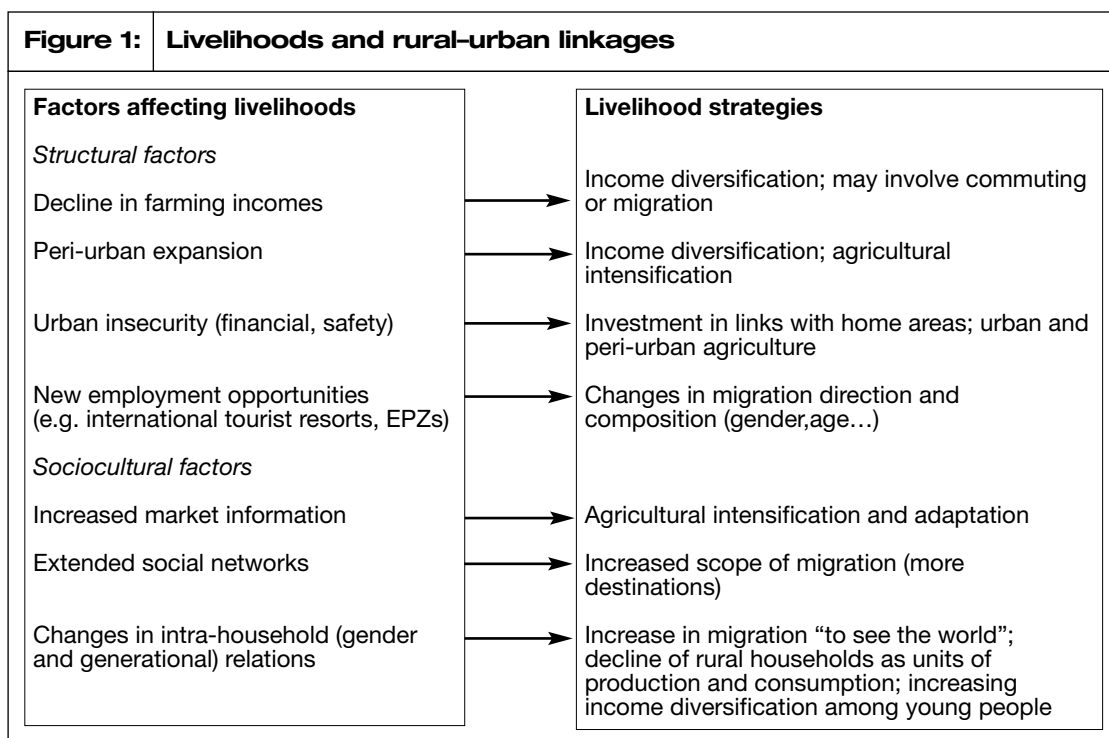 Figure 1: Livelihoods and rural–urban linkages
Factors affecting livelihoods
Structural factors
Decline in farming incomes
Peri-urban expansion
Urban insecurity (financial, safety)
New employment opportunities
(e.g. international tourist resorts, EPZs)
Sociocultural factors
Increased market information
Extended social networks
Changes in intra-household (gender
and generational) relations
Livelihood strategies
Income diversification; may involve commuting
or migration
Income diversification; agricultural
intensification
Investment in links with home areas; urban and
peri-urban agriculture
Changes in migration direction and
composition (gender,age…)
Agricultural intensification and adaptation
Increased scope of migration (more
destinations)
Increase in migration “to see the world”;
decline of rural households as units of
production and consumption; increasing
income diversification among young people